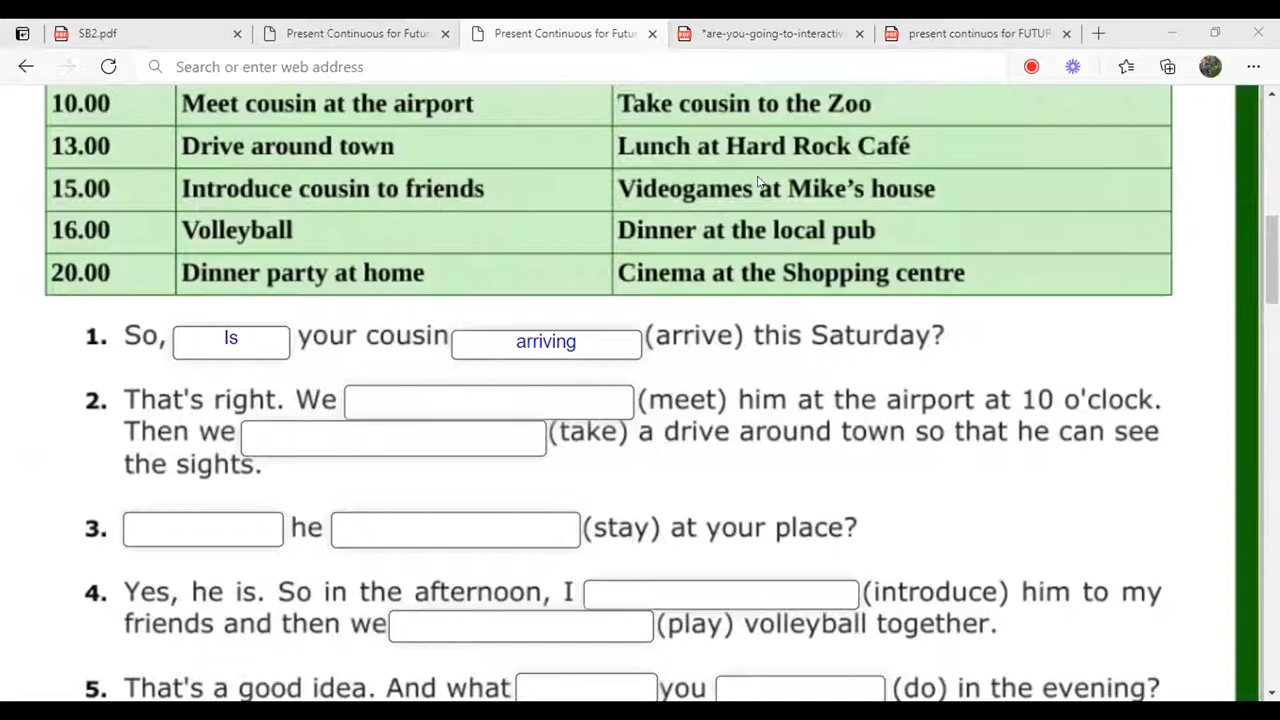 SB2.pdf
Present Continuous for Futur
Present Continuous for Futur
*are-you-going-to-interactiv
present continuos for FUTUR
Search or enter web address
10.00 Meet cousin at the airport Take cousin to the Zoo
13.00 Drive around town Lunch at Hard Rock Café
15.00 Introduce cousin to friends Videogames at Mike's house
16.00 Volleyball Dinner at the local pub
20.00 Dinner party at home Cinema at the Shopping centre
1. So, Is your cousin arriving (arrive) this Saturday?
2. That's right. We (meet) him at the airport at 10 o'clock.
Then we (take) a drive around town so that he can see
the sights.
3. he (stay) at your place?
4. Yes, he is. So in the afternoon, I (introduce) him to my
friends and then we (play) volleyball together.
5. That's a good idea. And what you (do) in the evening?